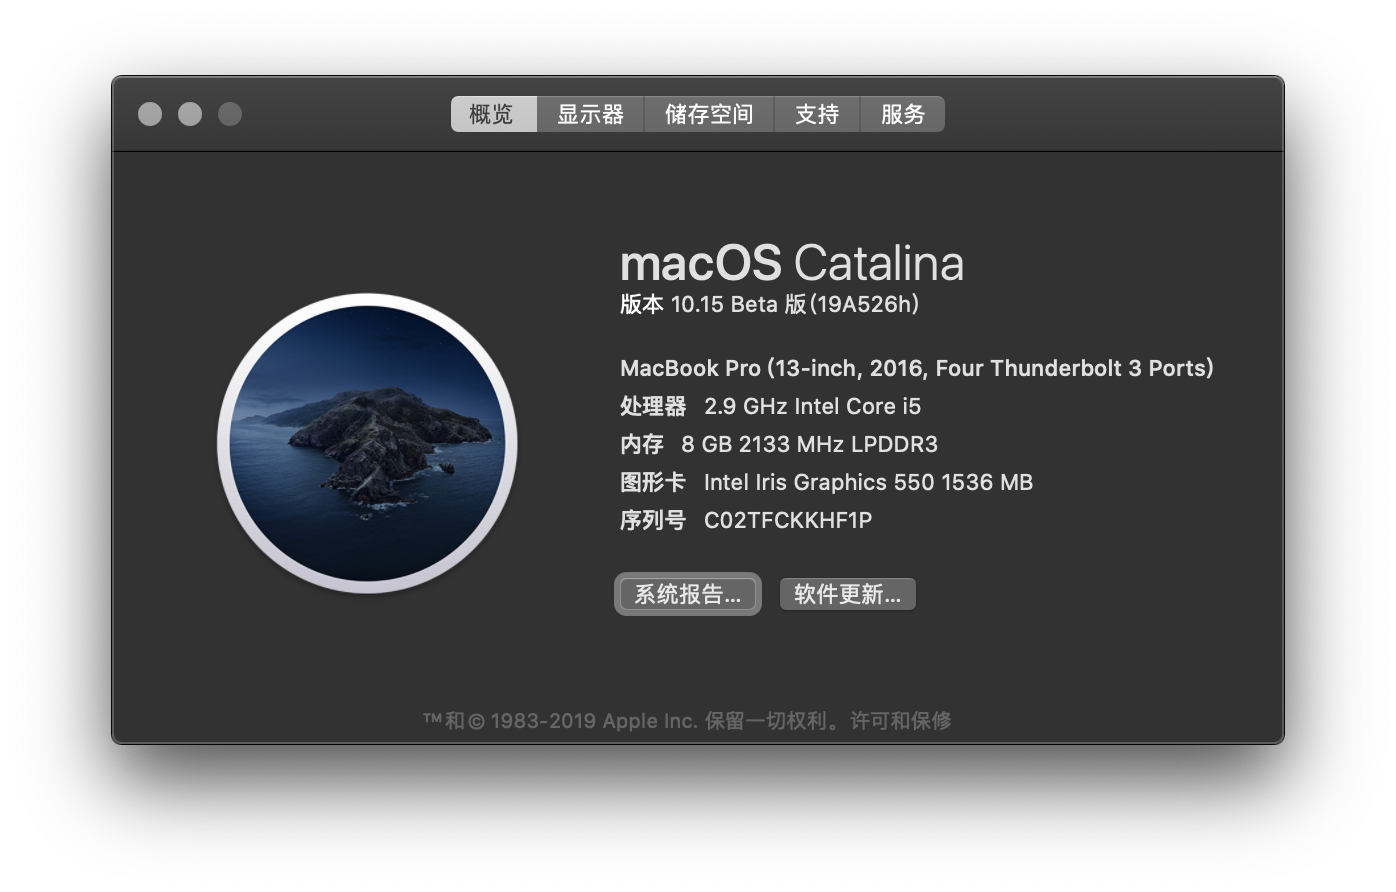 概览 显示器 储存空间 支持 服务
macOS Catalina
版本 10.15 Beta 版(19A526h)
MacBook Pro (13-inch, 2016, Four Thunderbolt 3 Ports)
处理器 2.9 GHz Intel Core i5
内存 8 GB 2133 MHz LPDDR3
图形卡 Intel Iris Graphics 550 1536 MB
序列号 C02TFCKKHF1P
系统报告... 软件更新...
™和© 1983-2019 Apple Inc. 保留一切权利。许可和保修